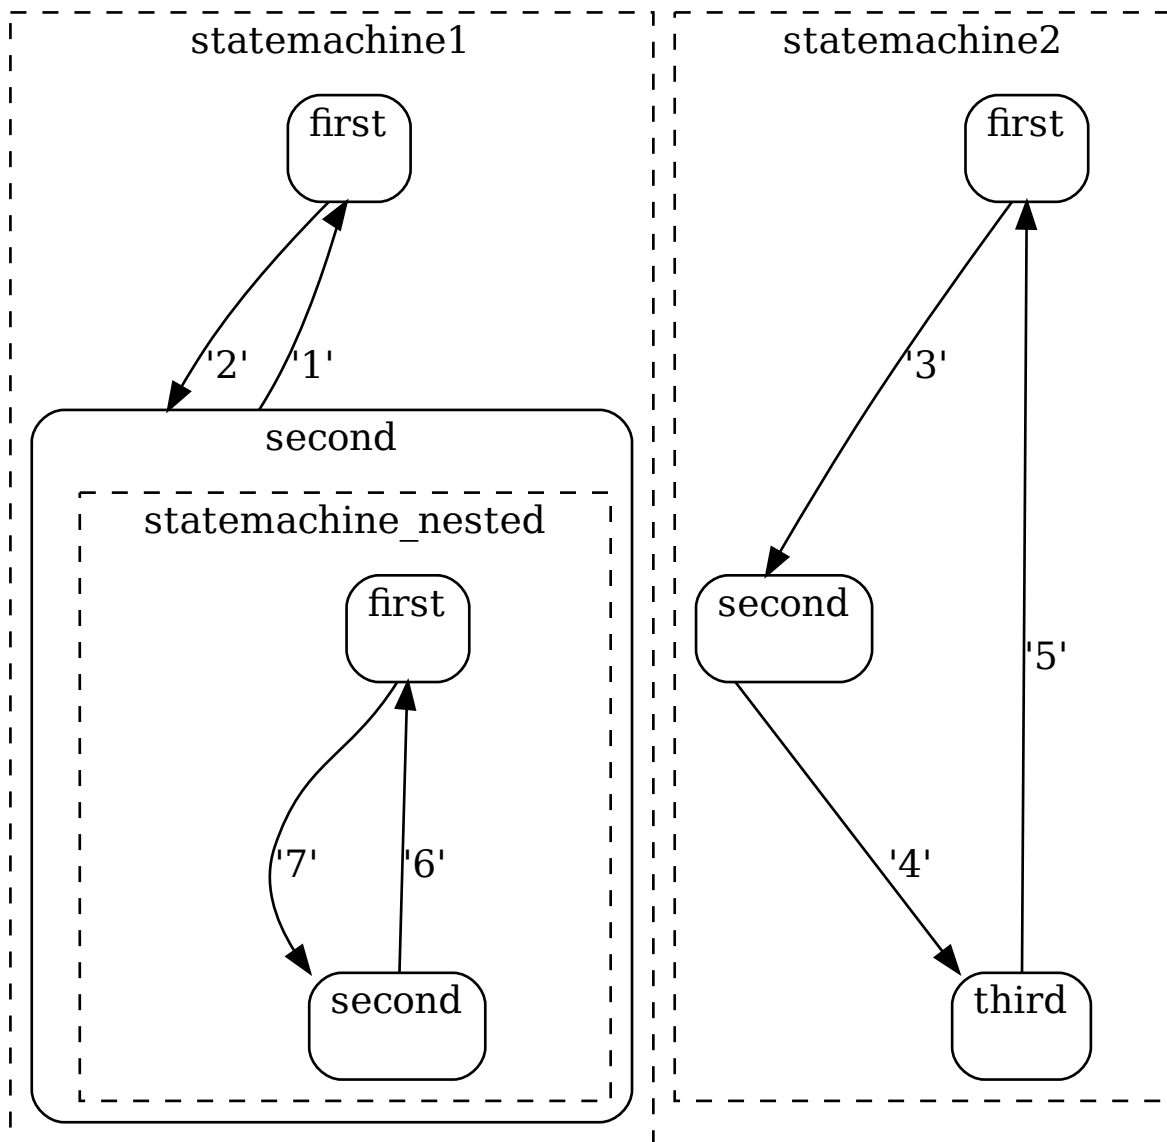 statemachine1
first
'2'
'1'
second
statemachine_nested
first
'7'
'6'
second
statemachine2
first
'3'
second
'5'
'4'
third